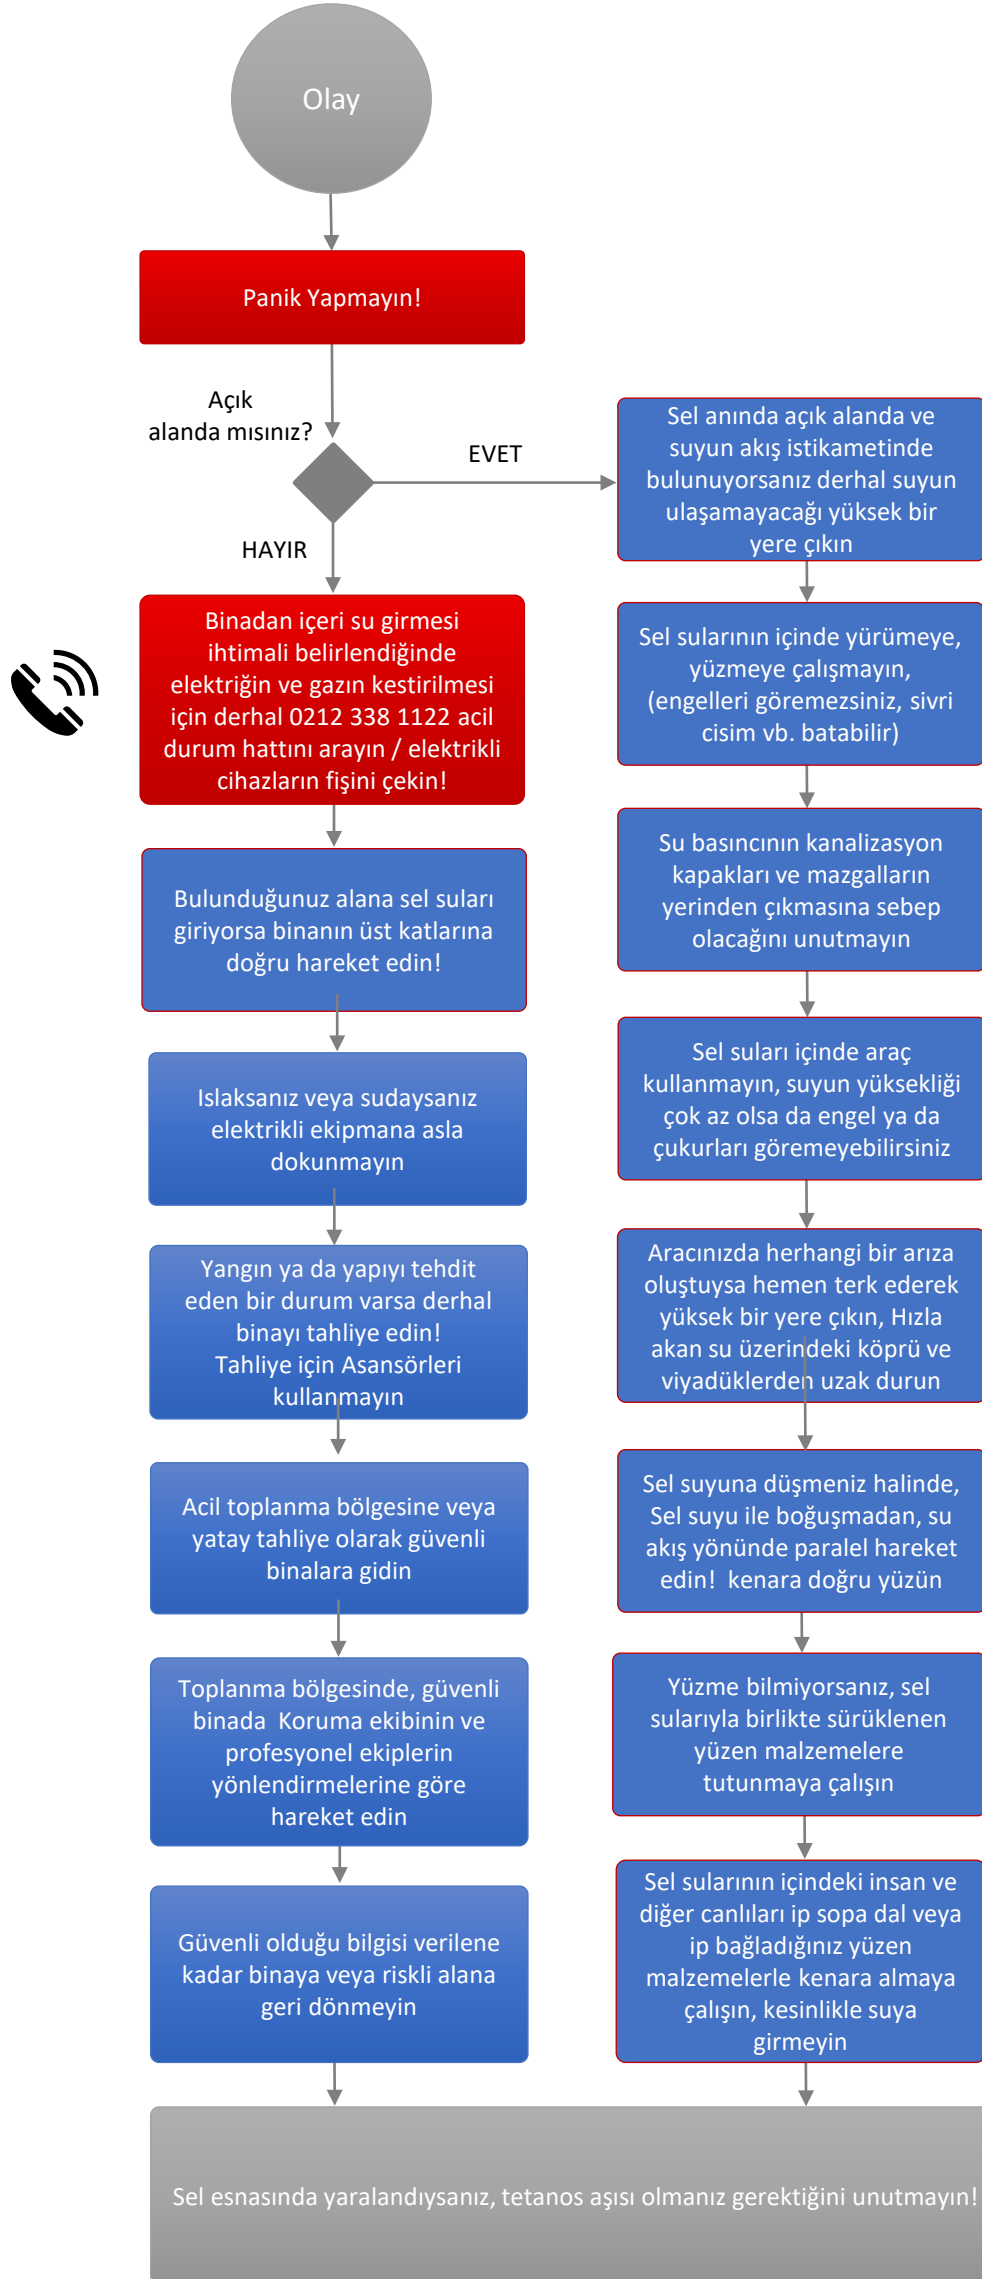 Olay
Panik Yapmayın!
Açık
alanda mısınız?
EVET
HAYIR
Binadan içeri su girmesi
ihtimali belirlendiğinde
elektriğin ve gazın kestirilmesi
için derhal 0212 338 1122 acil
durum hattını arayın / elektrikli
cihazların fişini çekin!
Bulunduğunuz alana sel suları
giriyorsa binanın üst katlarına
doğru hareket edin!
Islaksanız veya sudaysanız
elektrikli ekipmana asla
dokunmayın
Yangın ya da yapıyı tehdit
eden bir durum varsa derhal
binayı tahliye edin!
Tahliye için Asansörleri
kullanmayın
Acil toplanma bölgesine veya
yatay tahliye olarak güvenli
binalara gidin
Toplanma bölgesinde, güvenli
binada  Koruma ekibinin ve
profesyonel ekiplerin
yönlendirmelerine göre
hareket edin
Güvenli olduğu bilgisi verilene
kadar binaya veya riskli alana
geri dönmeyin
Sel anında açık alanda ve
suyun akış istikametinde
bulunuyorsanız derhal suyun
ulaşamayacağı yüksek bir
yere çıkın
Sel sularının içinde yürümeye,
yüzmeye çalışmayın,
(engelleri göremezsiniz, sivri
cisim vb. batabilir)
Su basıncının kanalizasyon
kapakları ve mazgalların
yerinden çıkmasına sebep
olacağını unutmayın
Sel suları içinde araç
kullanmayın, suyun yüksekliği
çok az olsa da engel ya da
çukurları göremeyebilirsiniz
Aracınızda herhangi bir arıza
oluştuysa hemen terk ederek
yüksek bir yere çıkın, Hızla
akan su üzerindeki köprü ve
viyadüklerden uzak durun
Sel suyuna düşmeniz halinde,
Sel suyu ile boğuşmadan, su
akış yönünde paralel hareket
edin!  kenara doğru yüzün
Yüzme bilmiyorsanız, sel
sularıyla birlikte sürüklenen
yüzen malzemelere
tutunmaya çalışın
Sel sularının içindeki insan ve
diğer canlıları ip sopa dal veya
ip bağladığınız yüzen
malzemelerle kenara almaya
çalışın, kesinlikle suya
girmeyin
Sel esnasında yaralandıysanız, tetanos aşısı olmanız gerektiğini unutmayın!